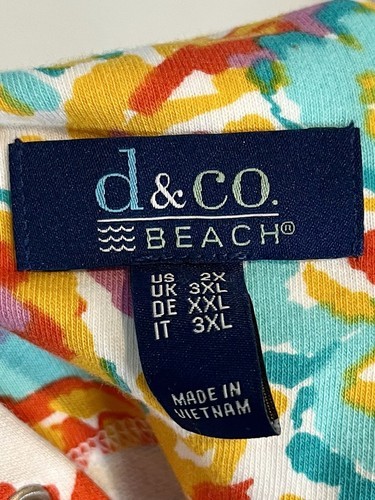 d&co.
BEACH®
US 2X
UK 3XL
DE XXL
IT 3XL
MADE IN
VIETNAM